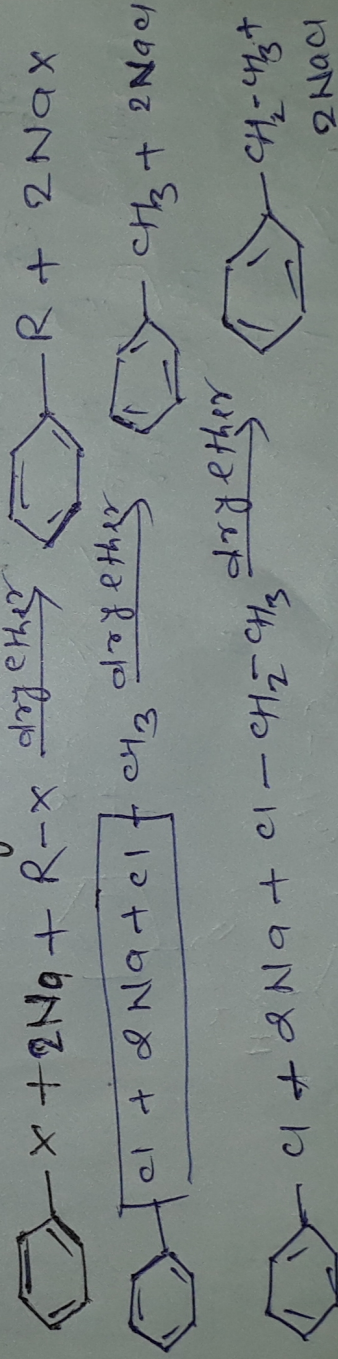 X + 2Na + R-X dry ether R + 2NaX
Cl + 2Na + Cl + CH3 dry ether CH3 + 2NaCl
Cl + 2Na + Cl - CH2-CH3 dry ether CH2-CH3 +
2NaCl